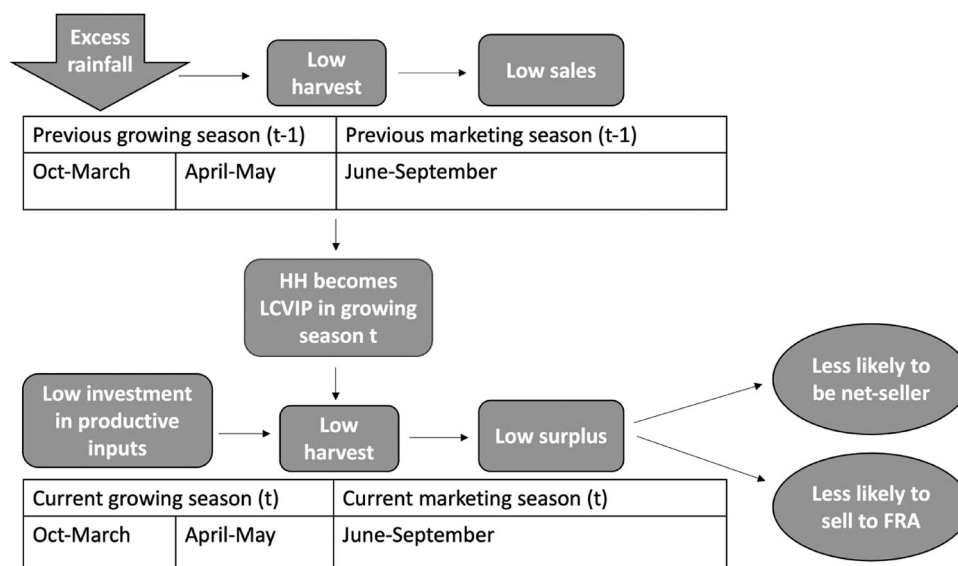 Excess
rainfall
Low
harvest
Low sales
Previous growing season (t-1)
Previous marketing season (t-1)
Oct-March
April-May
June-September
HH becomes
LCVIP in growing
season t
Low investment
in productive
inputs
Low
harvest
Low surplus
Less likely to
be net-seller
Less likely to
sell to FRA
Current growing season (t)
Current marketing season (t)
Oct-March
April-May
June-September